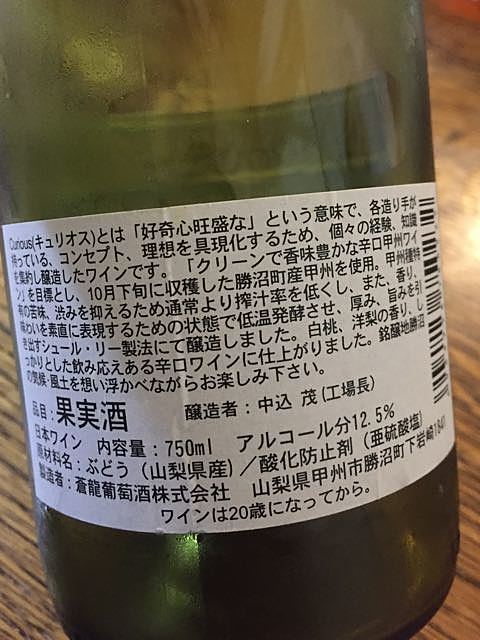 Curious(キュリオス)とは「好奇心旺盛な」という意味で、各造り手が
持っている、コンセプト、理想を具現化するため、個々の経験、知識
を集約し醸造したワインです。「クリーンで香味豊かな辛口甲州ワイ
ン」を目標とし、10月下旬に収穫した勝沼町産甲州を使用。甲州種特
有の苦味、渋みを抑えるため通常より搾汁率を低くし、また、香り、
味わいを素直に表現するための状態で低温発酵させ、厚み、旨みを引
き出すシュール・リー製法にて醸造しました。白桃、洋梨の香り、し
っかりとした飲み応えある辛口ワインに仕上がりました。銘醸地勝沼
の気候・風土を想い浮かべながらお楽しみ下さい。
品目:果実酒 醸造者:中込 茂(工場長)
日本ワイン 内容量:750ml アルコール分12.5%
原材料名:ぶどう(山梨県産)/酸化防止剤(亜硫酸塩)
製造者:蒼龍葡萄酒株式会社 山梨県甲州市勝沼町下岩崎1841
ワインは20歳になってから。